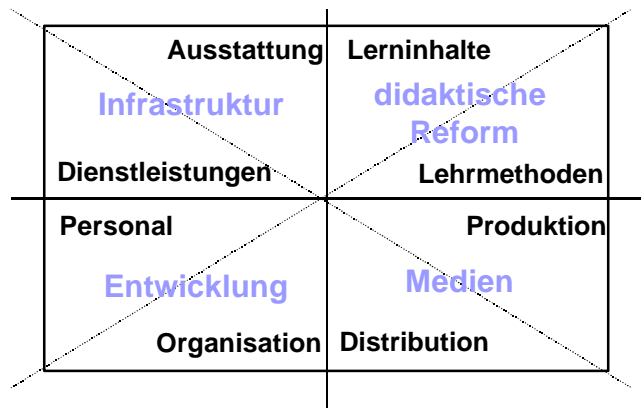 Ausstattung Lerninhalte
Infrastruktur didaktische
Reform
Dienstleistungen Lehrmethoden
Personal Produktion
Entwicklung Medien
Organisation Distribution